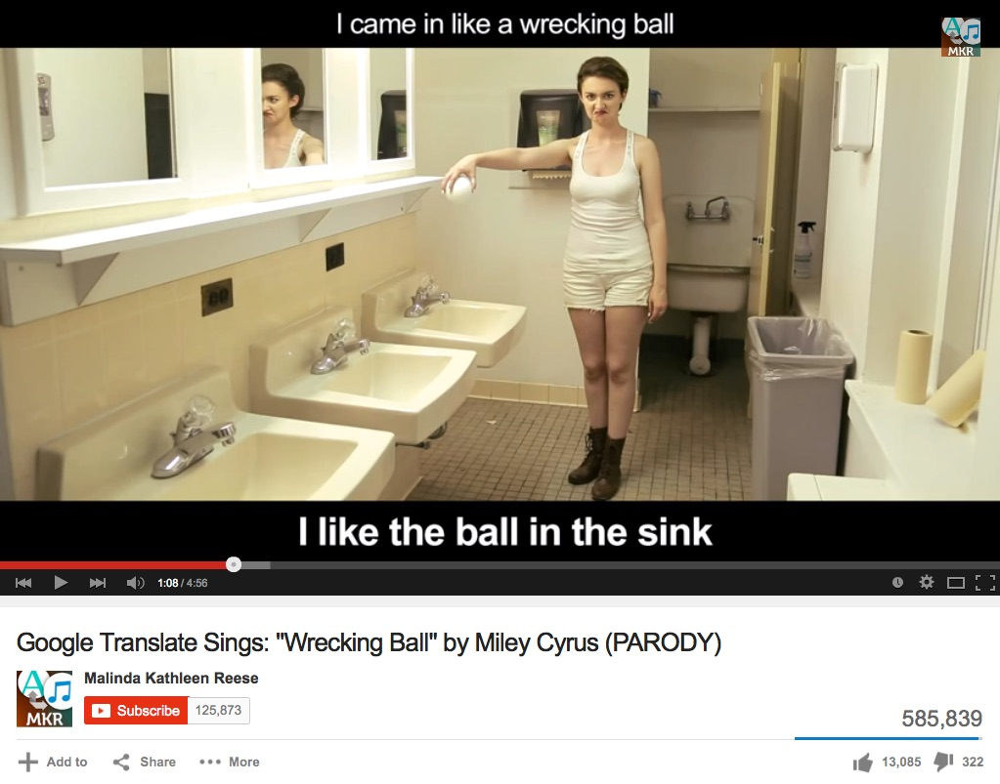 I came in like a wrecking ball
MKR
I like the ball in the sink
1:08 / 4:56
Google Translate Sings: "Wrecking Ball" by Miley Cyrus (PARODY)
A
MKR
Malinda Kathleen Reese
Subscribe 125,873
585,839
Add to Share More
13,085 322